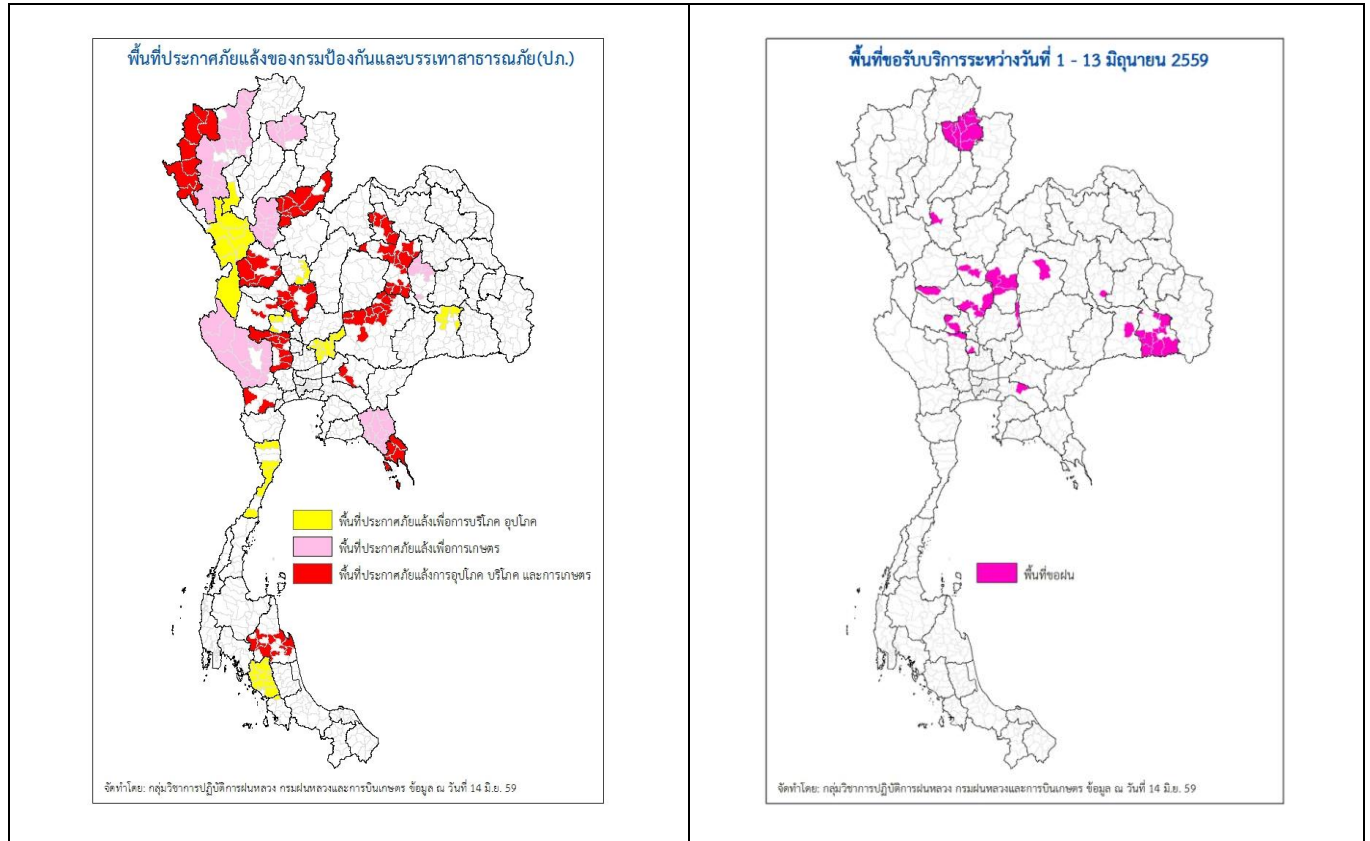 พื้นที่ประกาศภัยแล้งของกรมป้องกันและบรรเทาสาธารณภัย(ปภ.)
พื้นที่ประกาศภัยแล้งเพื่อการบริโภค อุปโภค
พื้นที่ประกาศภัยแล้งเพื่อการเกษตร
พื้นที่ประกาศภัยแล้งการอุปโภค บริโภค และการเกษตร
จัดทำโดย: กลุ่มวิชาการปฏิบัติการฝนหลวง กรมฝนหลวงและการบินเกษตร ข้อมูล ณ วันที่ 14 มิ.ย. 59
พื้นที่ขอรับบริการระหว่างวันที่ 1 - 13 มิถุนายน 2559
พื้นที่ขอฝน
จัดทำโดย: กลุ่มวิชาการปฏิบัติการฝนหลวง กรมฝนหลวงและการบินเกษตร ข้อมูล ณ วันที่ 14 มิ.ย. 59